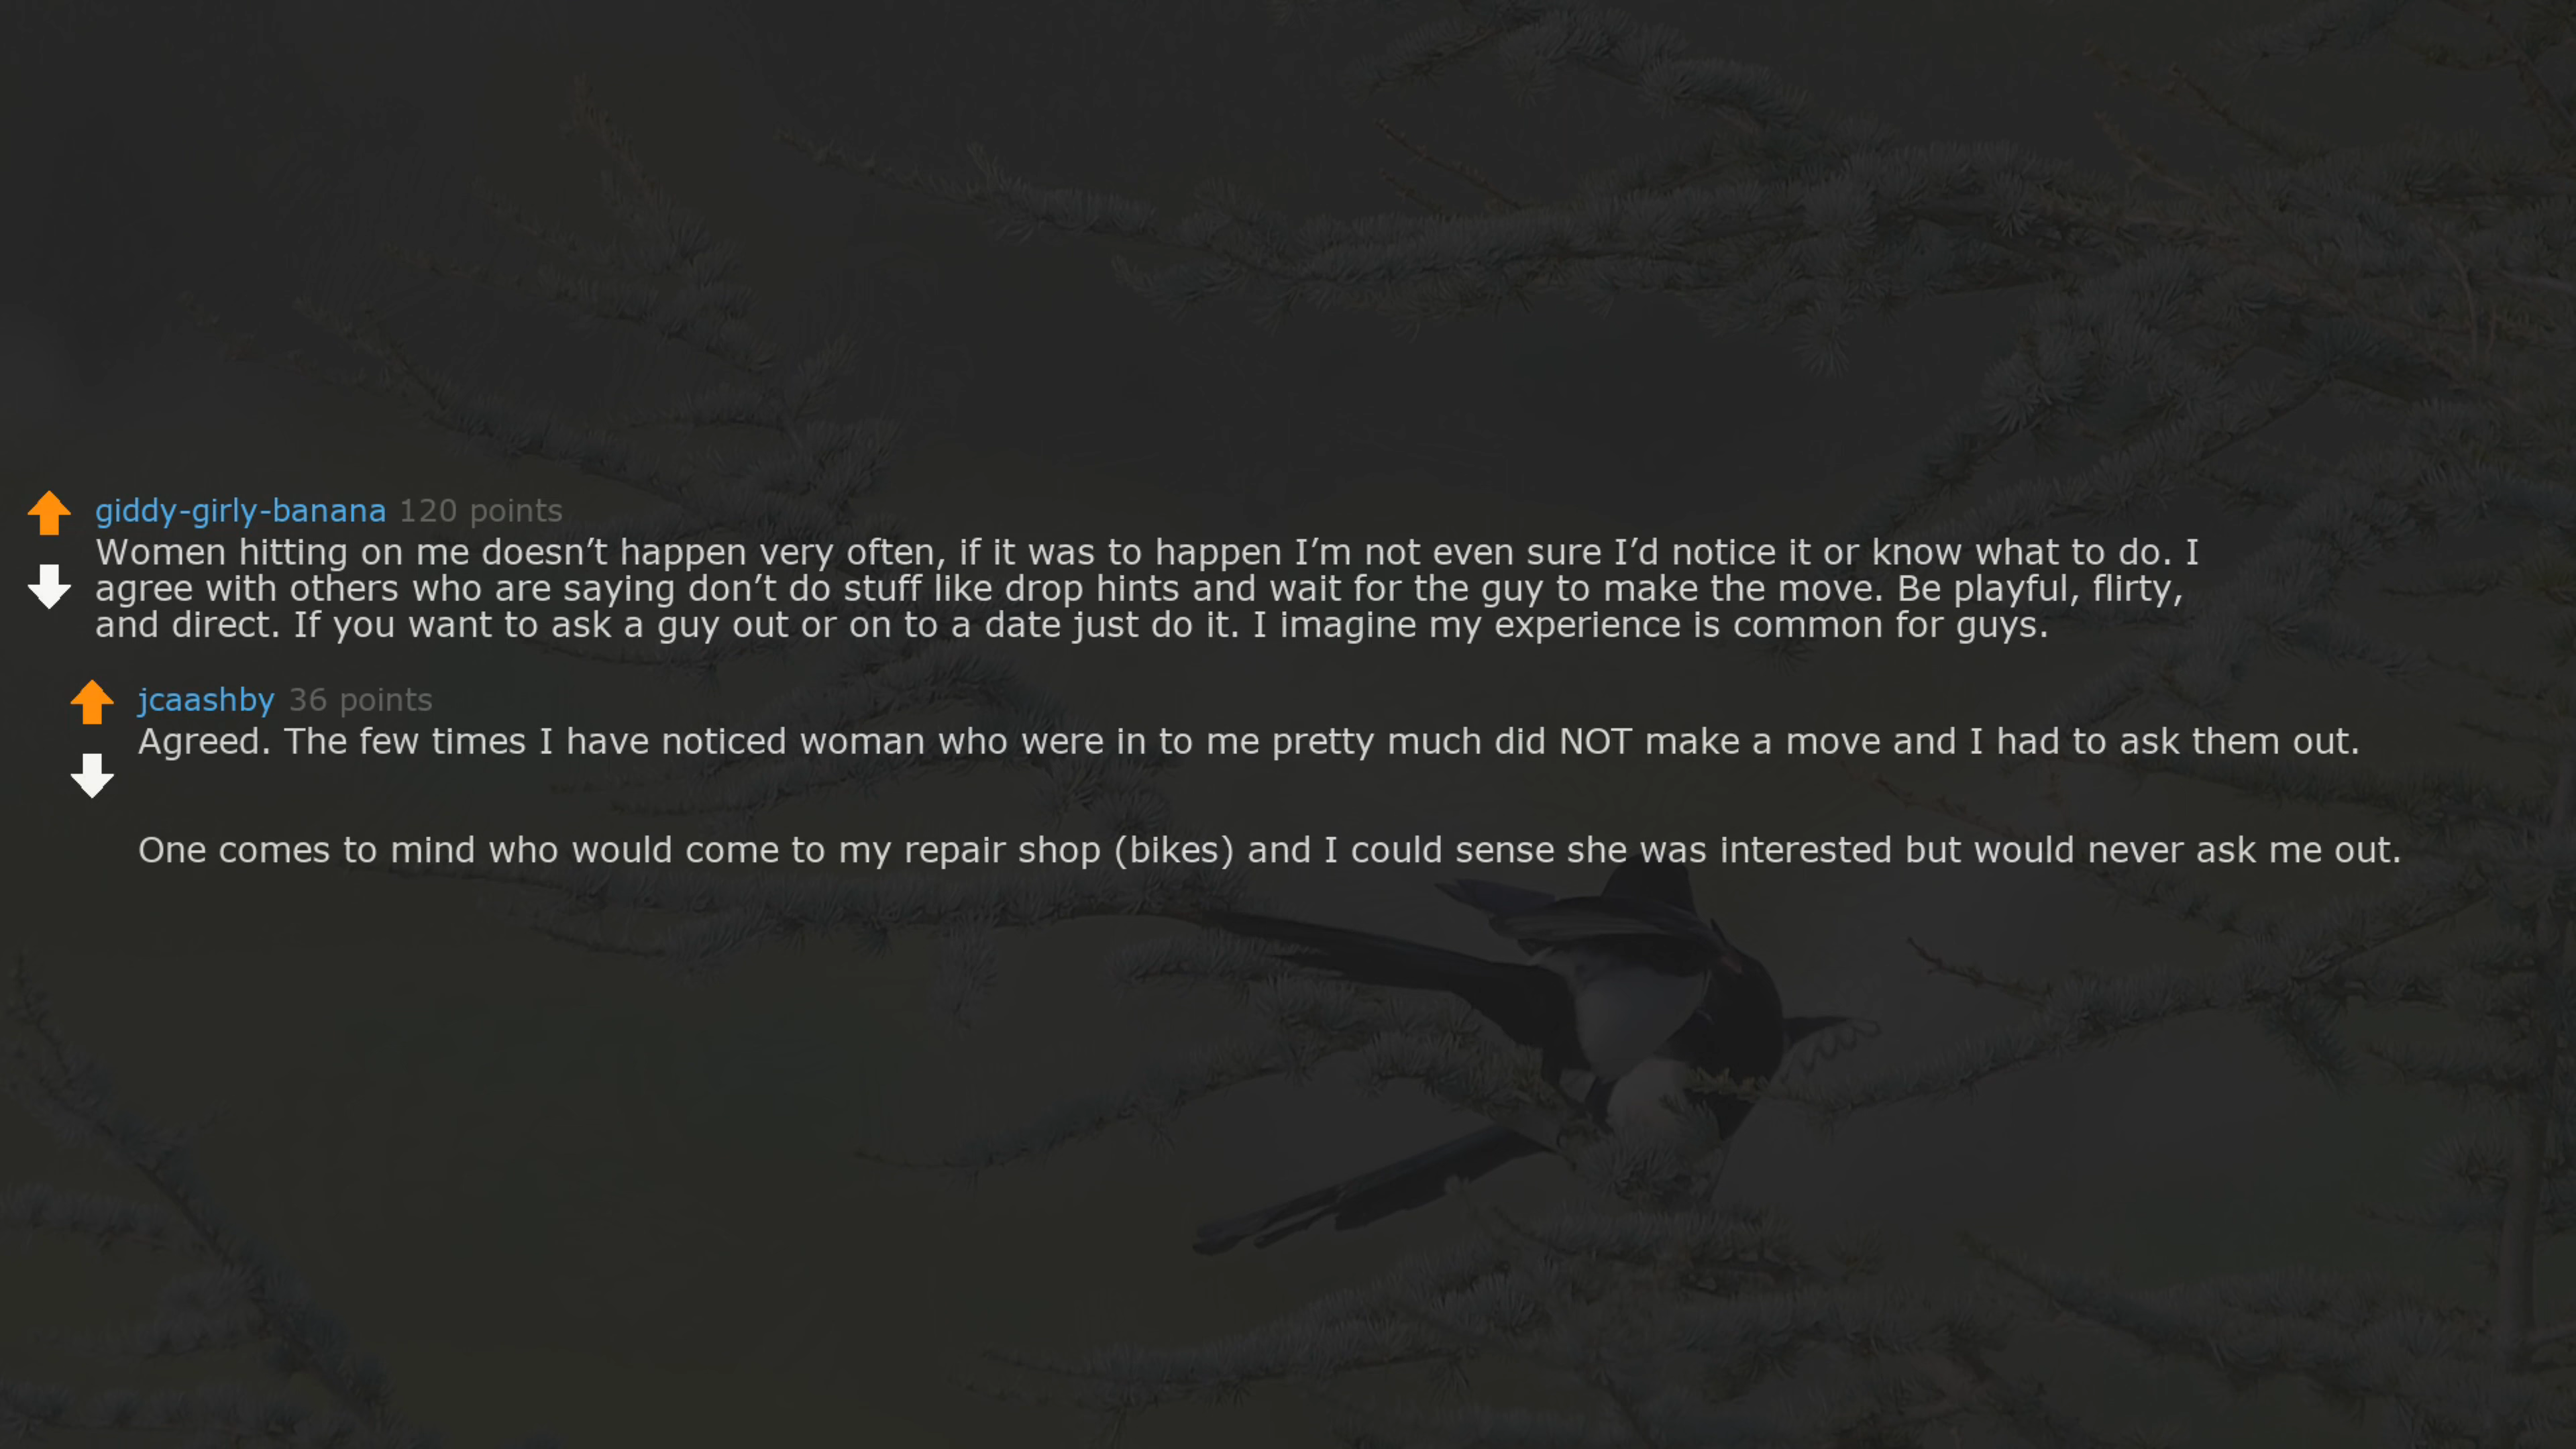 giddy-girly-banana 120 points
Women hitting on me doesn’t happen very often, if it was to happen I’m not even sure I’d notice it or know what to do. I
agree with others who are saying don’t do stuff like drop hints and wait for the guy to make the move. Be playful, flirty,
and direct. If you want to ask a guy out or on to a date just do it. I imagine my experience is common for guys.
jcaashby 36 points
Agreed. The few times I have noticed woman who were in to me pretty much did NOT make a move and I had to ask them out.
One comes to mind who would come to my repair shop (bikes) and I could sense she was interested but would never ask me out.